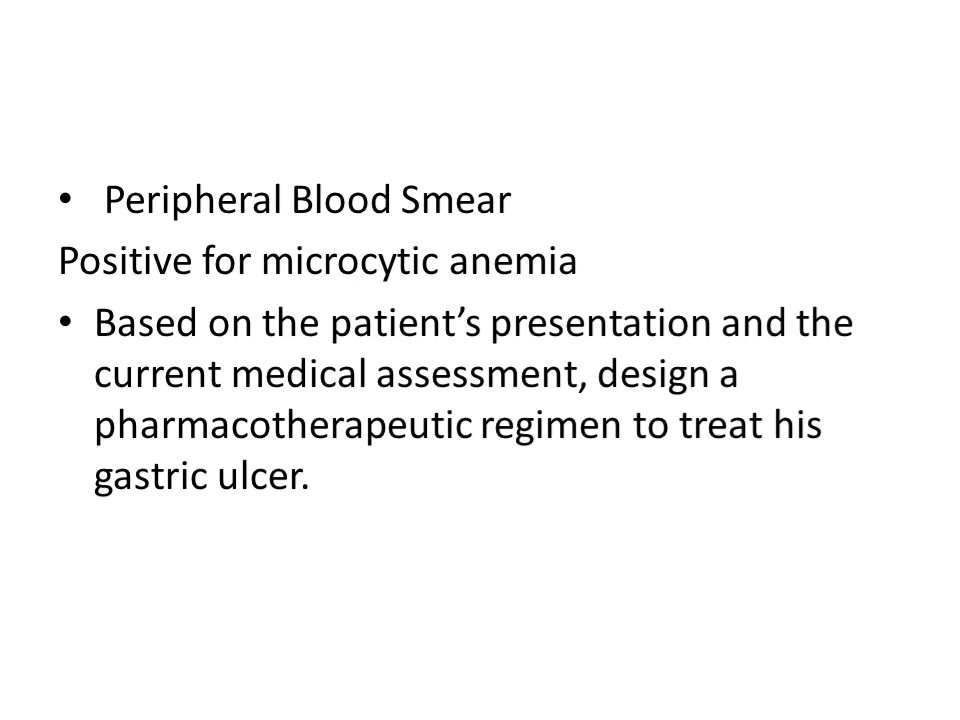 • Peripheral Blood Smear
Positive for microcytic anemia
• Based on the patient’s presentation and the
current medical assessment, design a
pharmacotherapeutic regimen to treat his
gastric ulcer.